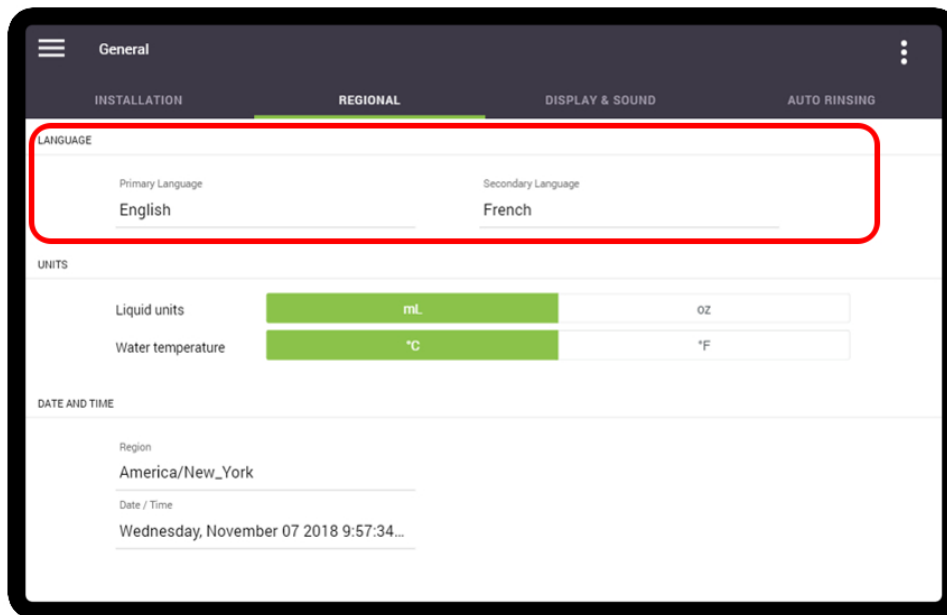 General
INSTALLATION REGIONAL DISPLAY & SOUND AUTO RINSING
LANGUAGE
Primary Language Secondary Language
English French
UNITS
Liquid units mL oz
Water temperature °C °F
DATE AND TIME
Region
America/New_York
Date / Time
Wednesday, November 07 2018 9:57:34...